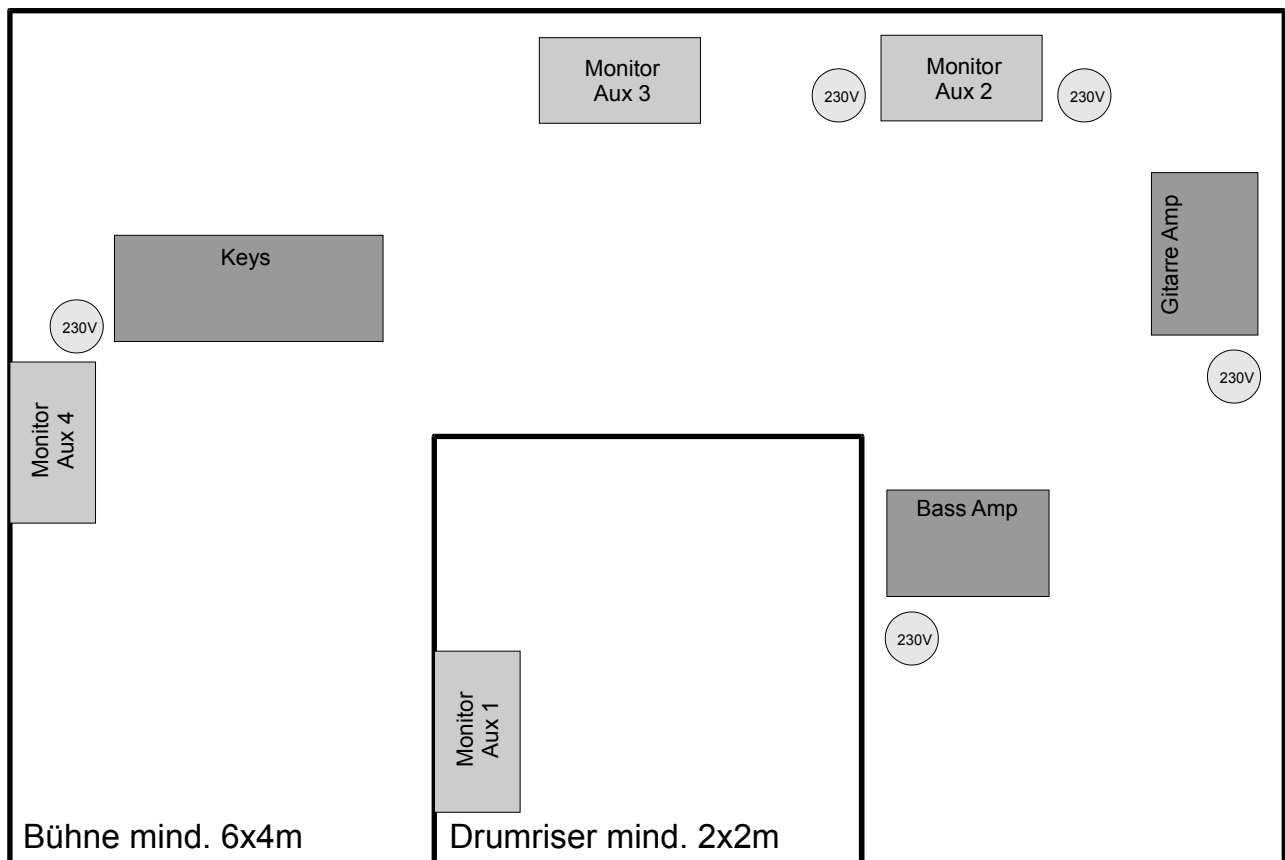 Monitor
Aux 3
Monitor
Aux 2
230V
230V
Gitarre Amp
Keys
230V
230V
Monitor
Aux 4
Bass Amp
230V
Monitor
Aux 1
Bühne mind. 6x4m
Drumriser mind. 2x2m